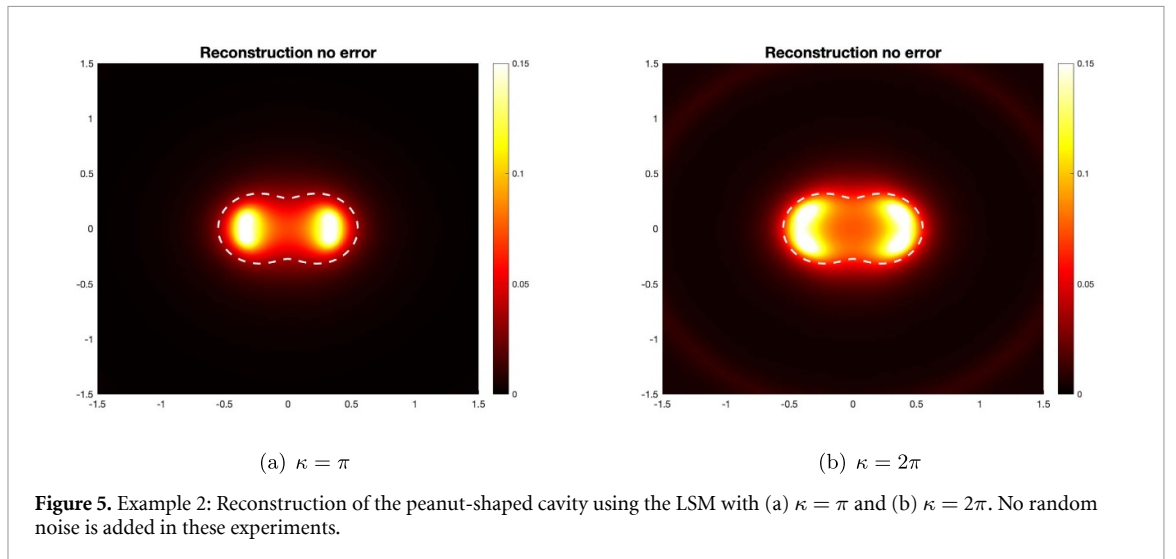 Reconstruction no error
1.5
1
0.5
0
-0.5
-1
-1.5
-1.5 -1 -0.5 0 0.5 1 1.5
0.15
0.1
0.05
0
(a) κ = π
Reconstruction no error
1.5
1
0.5
0
-0.5
-1
-1.5
-1.5 -1 -0.5 0 0.5 1 1.5
0.15
0.1
0.05
0
(b) κ = 2π
Figure 5. Example 2: Reconstruction of the peanut-shaped cavity using the LSM with (a) κ = π and (b) κ = 2π. No random
noise is added in these experiments.